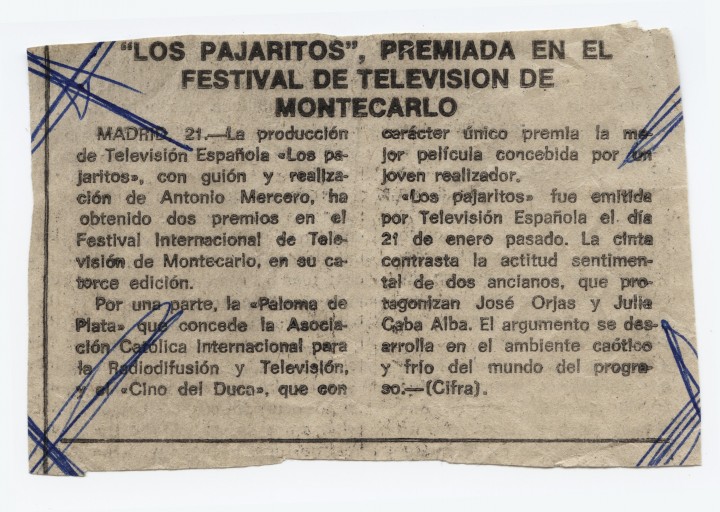 “LOS PAJARITOS”, PREMIADA EN EL
FESTIVAL DE TELEVISION DE
MONTECARLO
MADRID, 21.—La producción
de Televisión Española «Los pa-
jaritos», con guión y realiza-
ción de Antonio Mercero, ha
obtenido dos premios en el
Festival Internacional de Tele-
visión de Montecarlo, en su ca-
torce edición.
Por una parte, la «Paloma de
Plata» que concede la Asocia-
ción Católica Internacional para
la Radiodifusión y Televisión,
y el «Cino del Duca», que con
carácter único premia la me-
jor película concebida por un
joven realizador.
«Los pajaritos» fue emitida
por Televisión Española el día
21 de enero pasado. La cinta
contrasta la actitud sentimen-
tal de dos ancianos, que pro-
tagonizan José Orjas y Julia
Caba Alba. El argumento se des-
arrolla en el ambiente caótico
y frío del mundo del progre-
so.—(Cifra).